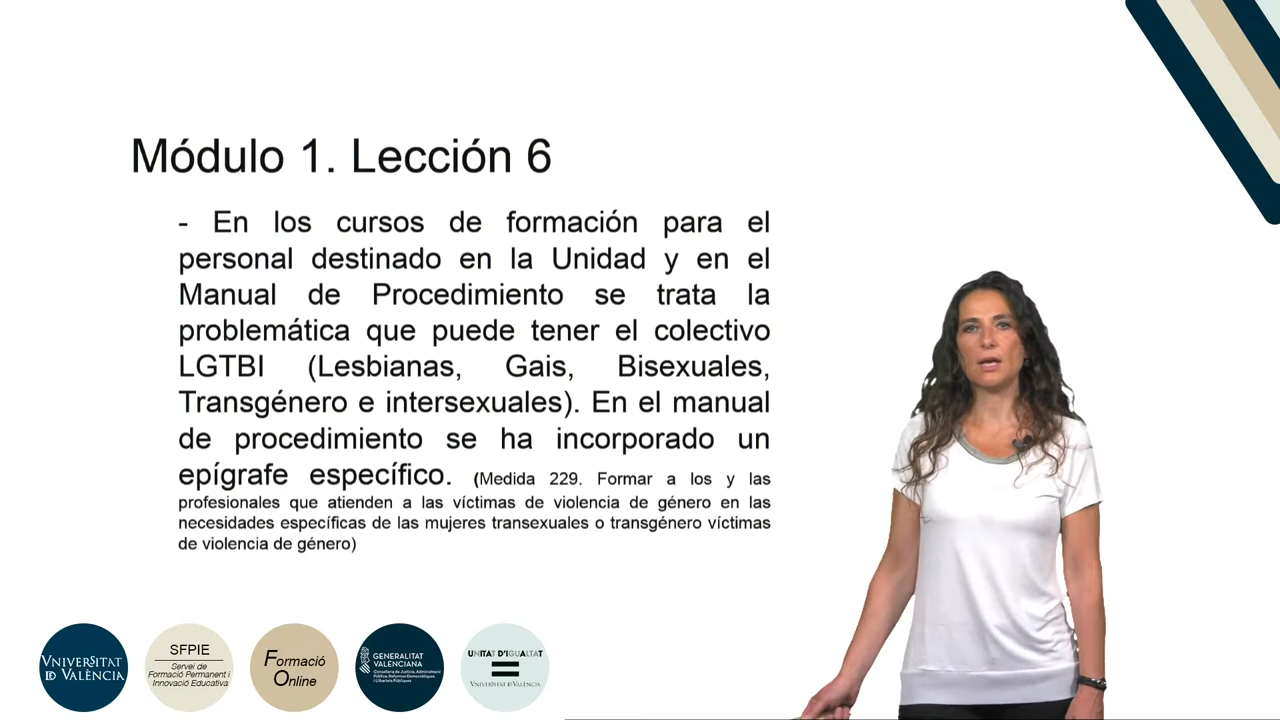 Módulo 1. Lección 6
- En los cursos de formación para el
personal destinado en la Unidad y en el
Manual de Procedimiento se trata la
problemática que puede tener el colectivo
LGTBI (Lesbianas, Gais, Bisexuales,
Transgénero e intersexuales). En el manual
de procedimiento se ha incorporado un
epígrafe específico. (Medida 229. Formar a los y las
profesionales que atienden a las víctimas de violencia de género en las
necesidades específicas de las mujeres transexuales o transgénero víctimas
de violencia de género)
VNIVERSITAT
ID VALÈNCIA
SFPIE
Servei de
Formació Permanent i
Innovació Educativa
Formació
Online
GENERALITAT
VALENCIANA
Conselleria de Justícia, Administració
Pública, Reformes Democràtiques
i Llibertats Públiques
UNITAT D'IGUALTAT
VNIVERSITAT ID VALÈNCIA